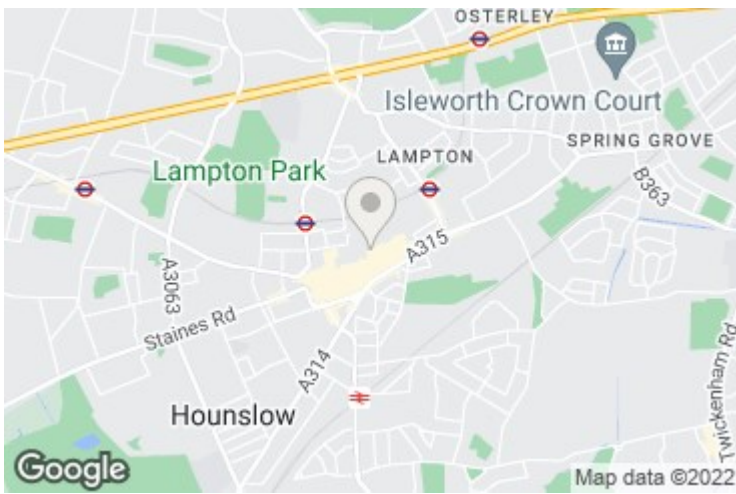 OSTERLEY
Isleworth Crown Court
SPRING GROVE
LAMPTON
Lampton Park
B363
A315
A3063
Staines Rd
A314
Twickenham Rd
Hounslow
Google
Map data ©2022